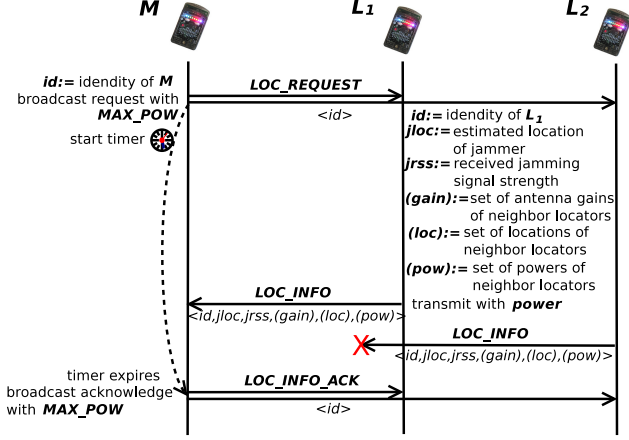 M L1 L2
id:= idendity of M
broadcast request with
MAX_POW
start timer
LOC_REQUEST
<id>
id:= idendity of L1
jloc:= estimated location
of jammer
jrss:= received jamming
signal strength
(gain):= set of antenna gains
of neighbor locators
(loc):= set of locations of
neighbor locators
(pow):= set of powers of
neighbor locators
transmit with power
LOC_INFO
<id,jloc,jrss,(gain),(loc),(pow)>
LOC_INFO
X
<id,jloc,jrss,(gain),(loc),(pow)>
timer expires
broadcast acknowledge
with MAX_POW
LOC_INFO_ACK
<id>